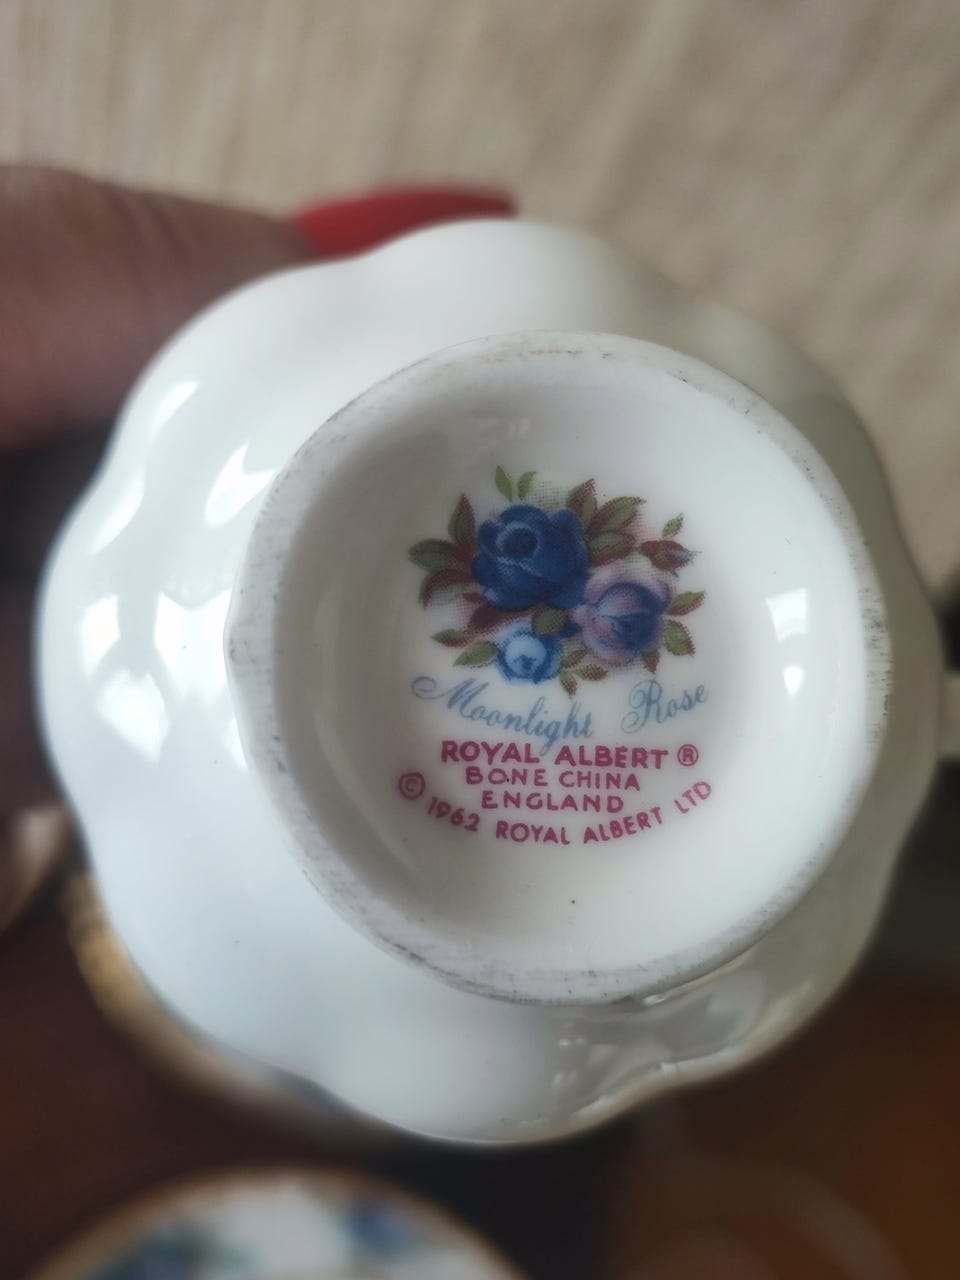 Moonlight Rose
ROYAL ALBERT ®
BONE CHINA
ENGLAND
© 1962 ROYAL ALBERT LTD